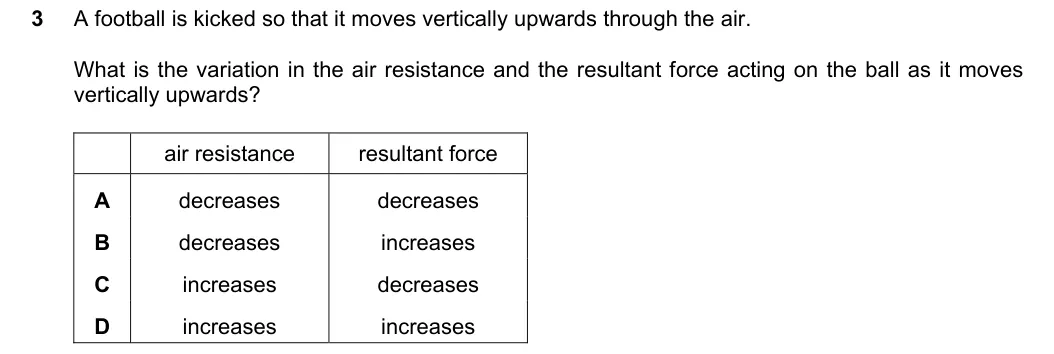 3 A football is kicked so that it moves vertically upwards through the air.
What is the variation in the air resistance and the resultant force acting on the ball as it moves
vertically upwards?
air resistance resultant force
A decreases decreases
B decreases increases
C increases decreases
D increases increases